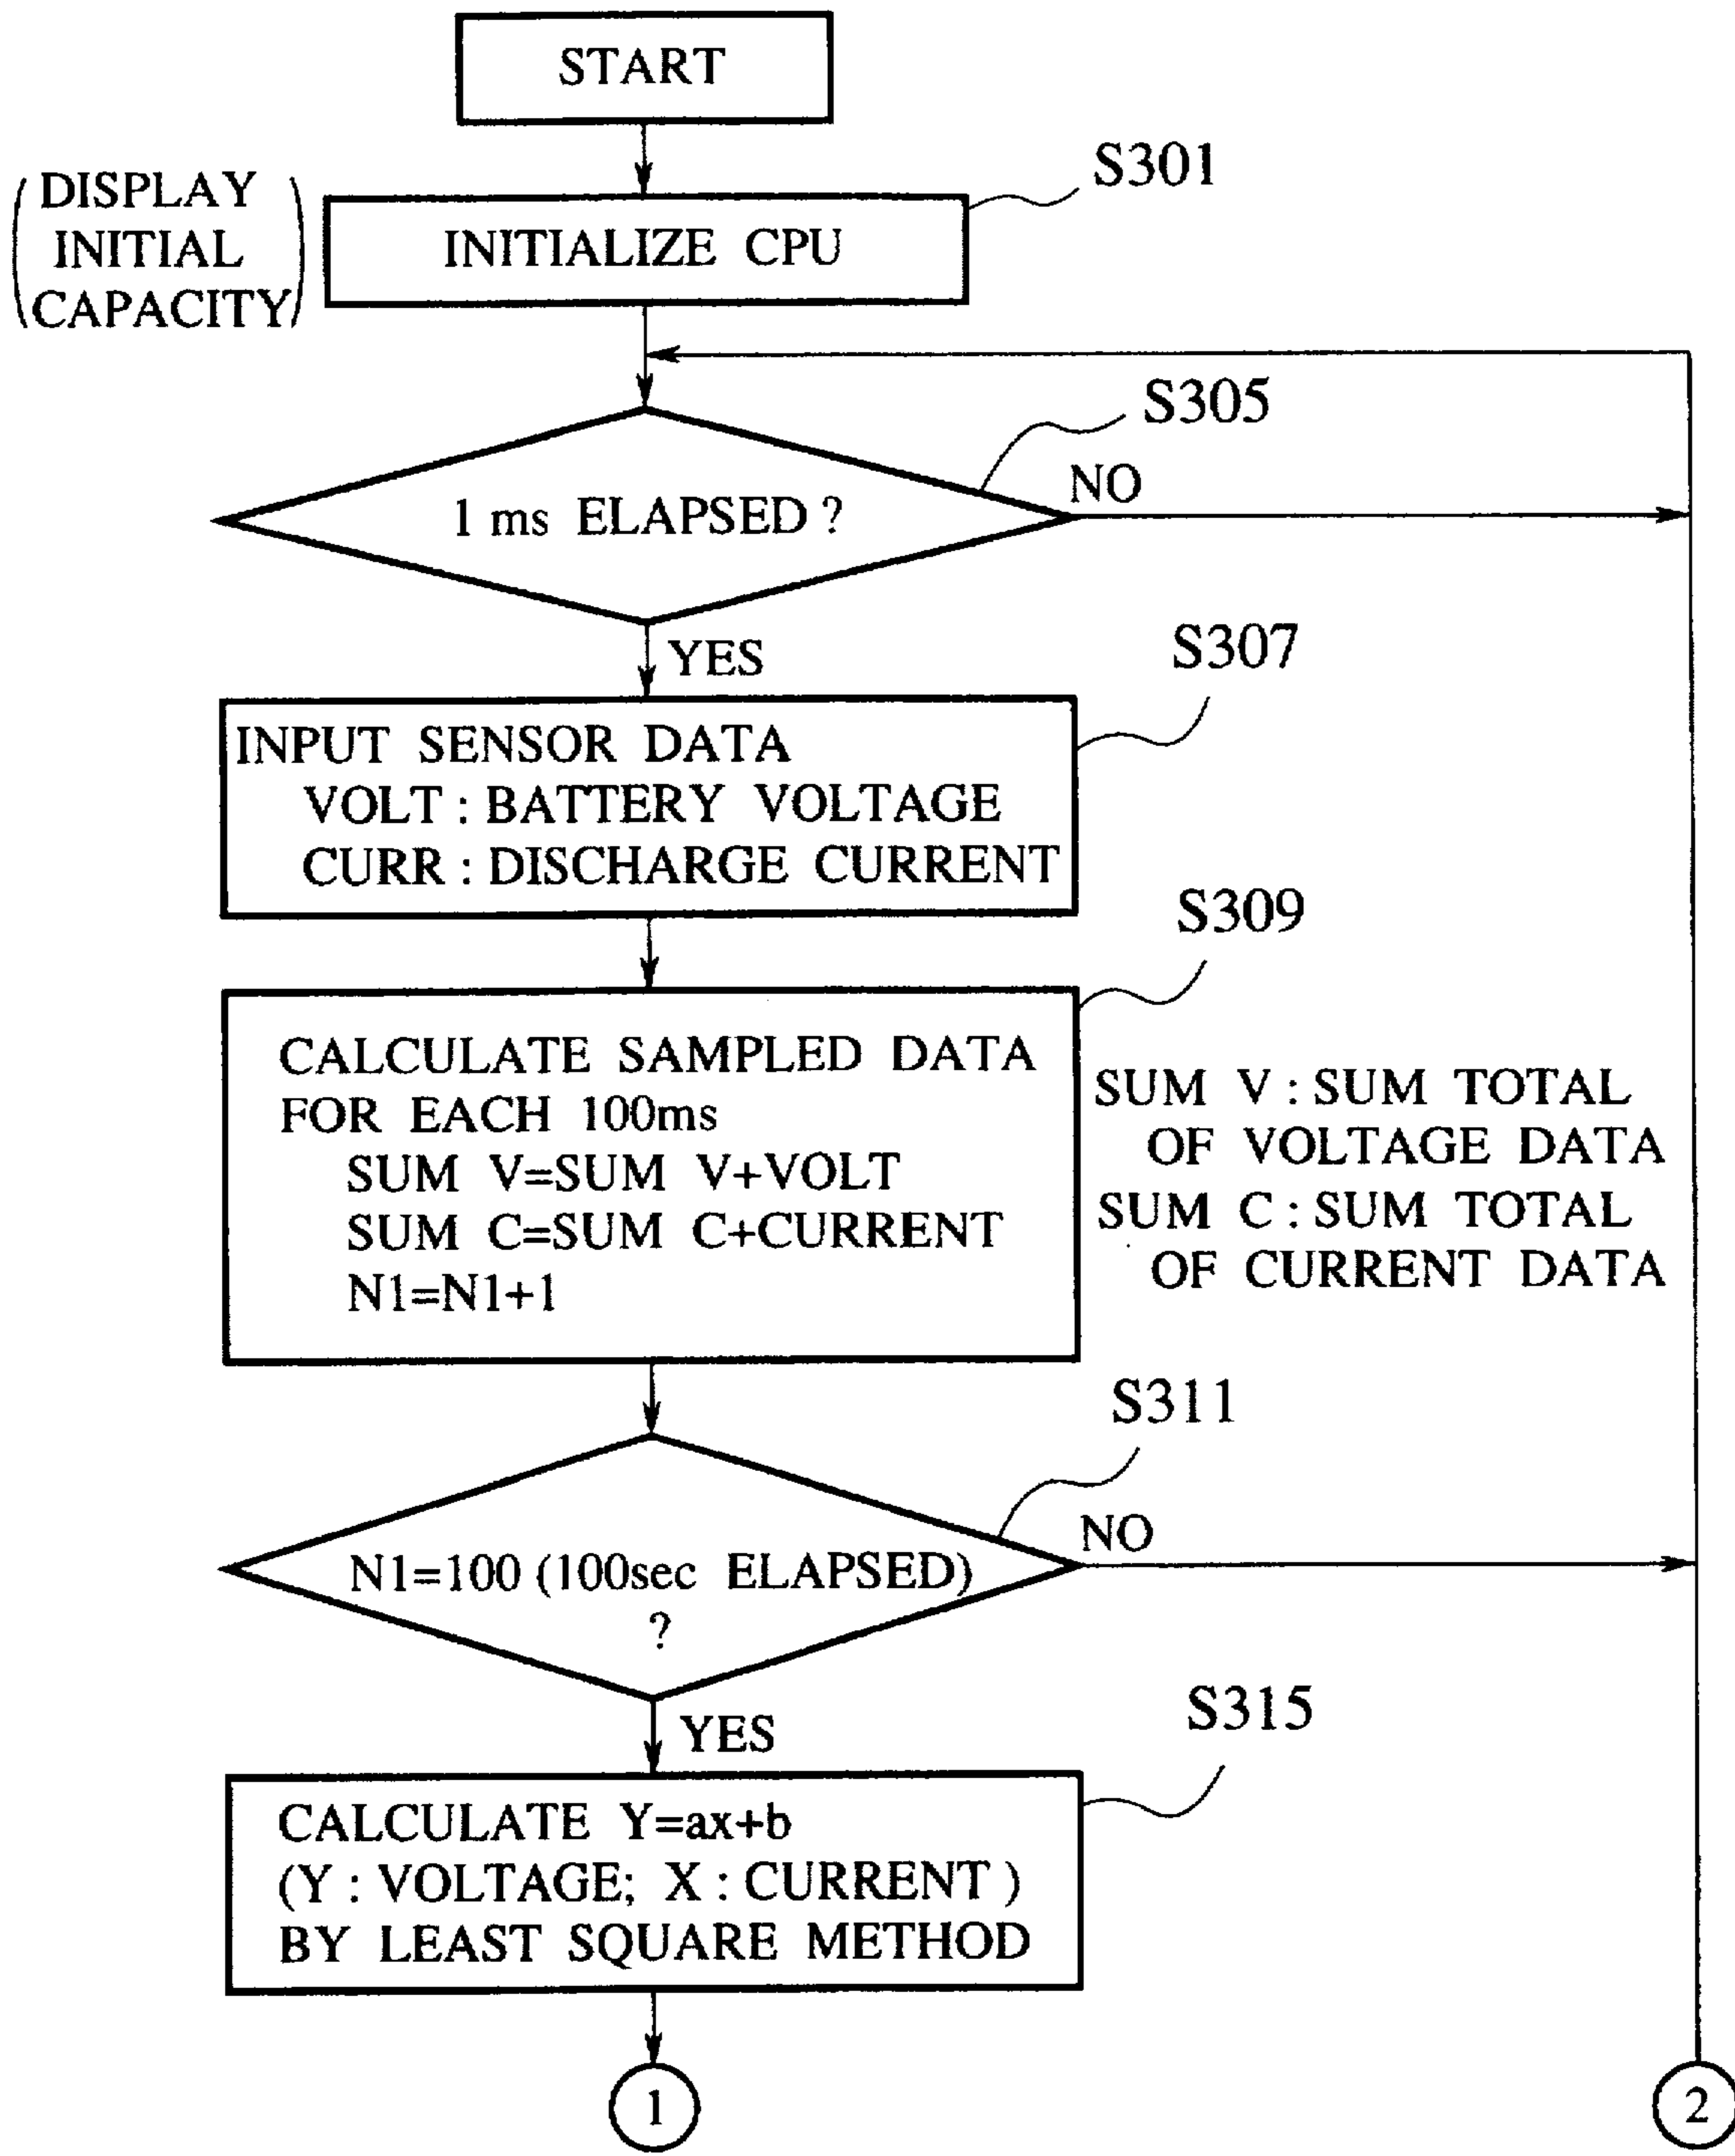 START
S301
DISPLAY
INITIAL
CAPACITY
INITIALIZE CPU
S305
1 ms ELAPSED ?
NO
YES
S307
INPUT SENSOR DATA
VOLT : BATTERY VOLTAGE
CURR : DISCHARGE CURRENT
S309
CALCULATE SAMPLED DATA
FOR EACH 100ms
SUM V=SUM V+VOLT
SUM C=SUM C+CURRENT
N1=N1+1
SUM V : SUM TOTAL
OF VOLTAGE DATA
SUM C : SUM TOTAL
OF CURRENT DATA
S311
N1=100 (100sec ELAPSED)
?
NO
YES
S315
CALCULATE Y=ax+b
(Y : VOLTAGE; X : CURRENT )
BY LEAST SQUARE METHOD
1
2